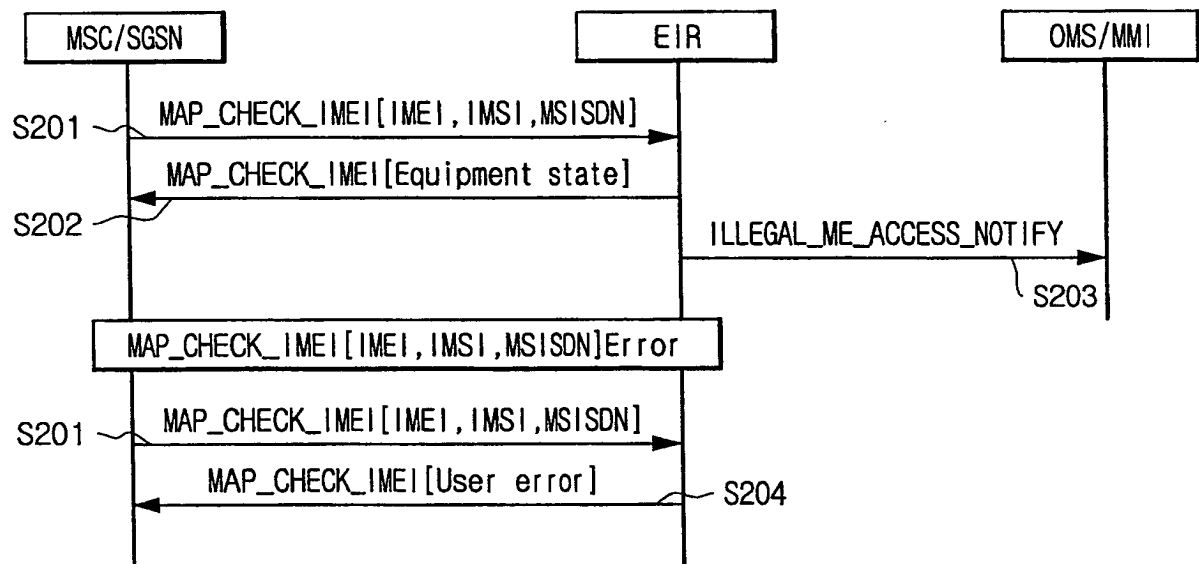 MSC/SGSN
EIR
OMS/MMI
S201
MAP_CHECK_IMEI[IMEI,IMSI,MSISDN]
MAP_CHECK_IMEI[Equipment state]
S202
ILLEGAL_ME_ACCESS_NOTIFY
S203
MAP_CHECK_IMEI[IMEI,IMSI,MSISDN]Error
S201
MAP_CHECK_IMEI[IMEI,IMSI,MSISDN]
MAP_CHECK_IMEI[User error]
S204